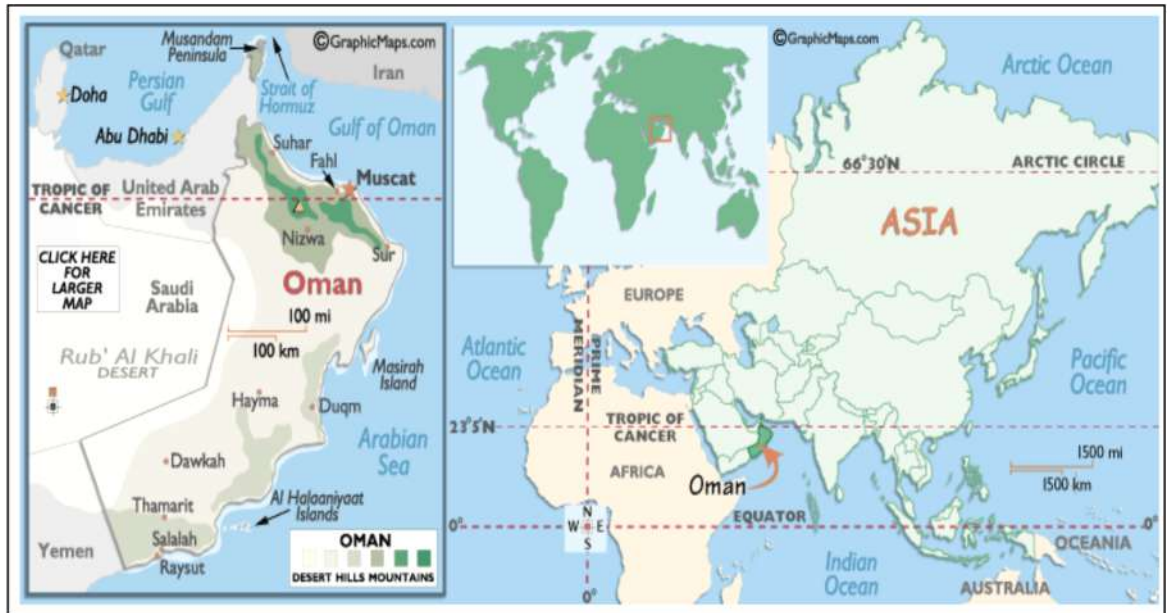 ©GraphicMaps.com
Qatar
Musandam
Peninsula
Iran
Doha
Persian
Gulf
Strait of
Hormuz
Abu Dhabi
Gulf of Oman
Suhar
Fahl
Muscat
TROPIC OF
CANCER
United Arab
Emirates
Nizwa
Sur
CLICK HERE
FOR
LARGER
MAP
Saudi
Arabia
Oman
100 mi
100 km
Rub' Al Khali
DESERT
Masirah
Island
Hayma
Duqm
Arabian
Sea
Dawkah
Thamarit
Al Halaaniyaat
Islands
Salalah
Raysut
Yemen
OMAN
DESERT HILLS MOUNTAINS
©GraphicMaps.com
Arctic Ocean
66°30'N
ARCTIC CIRCLE
ASIA
EUROPE
Atlantic
Ocean
MERIDIAN
PRIME
Pacific
Ocean
23°5'N
TROPIC OF
CANCER
AFRICA
Oman
1500 mi
1500 km
N
W E
S
0°
EQUATOR
0°
OCEANIA
Indian
Ocean
AUSTRALIA
0°